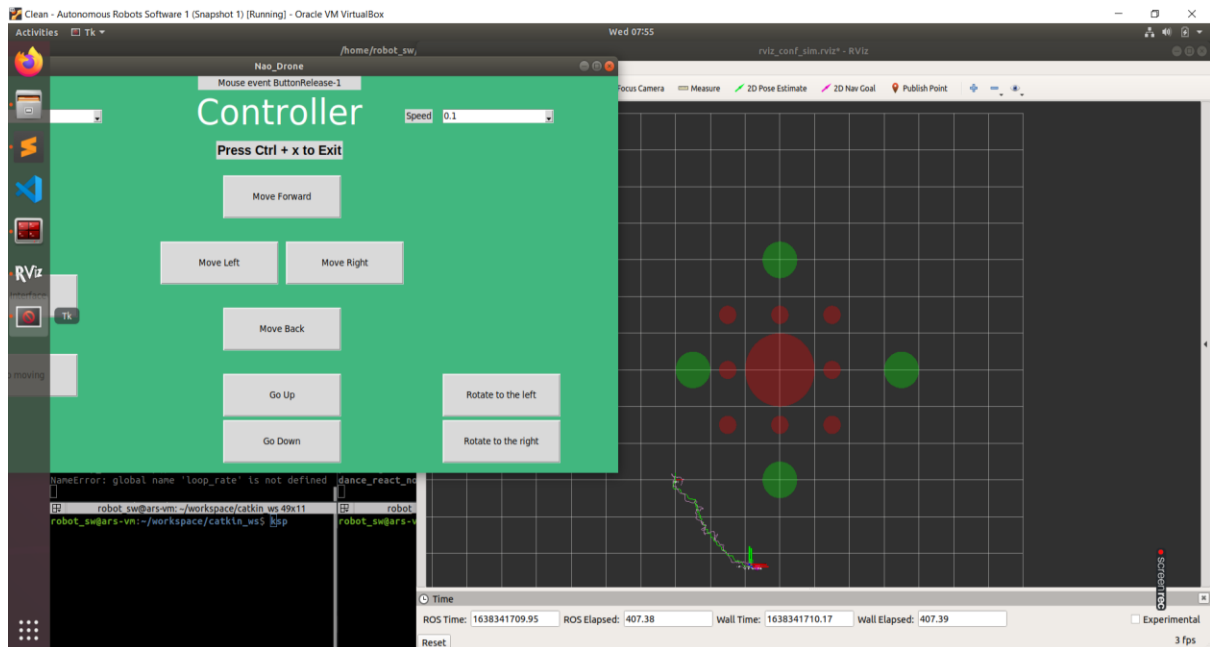 Clean - Autonomous Robots Software 1 (Snapshot 1) [Running] - Oracle VM VirtualBox
Activities Tk Wed 07:55
/home/robot_sw, rviz_conf_sim.rviz* - RViz
Nao_Drone
Mouse event ButtonRelease-1
Focus Camera Measure 2D Pose Estimate 2D Nav Goal Publish Point
Controller
Speed 0.1
Press Ctrl + x to Exit
Move Forward
Move Left Move Right
RViz
Tk
Move Back
moving
Go Up Rotate to the left
Go Down Rotate to the right
NameError: global name 'loop_rate' is not defined dance_react_no
robot_sw@ars-vm: ~/workspace/catkin_ws 49x11 robot
robot_sw@ars-vm:~/workspace/catkin_ws$ ksp robot_sw@ars-v
screenrec
Time
ROS Time: 1638341709.95 ROS Elapsed: 407.38 Wall Time: 1638341710.17 Wall Elapsed: 407.39 Experimental
Reset 3 fps